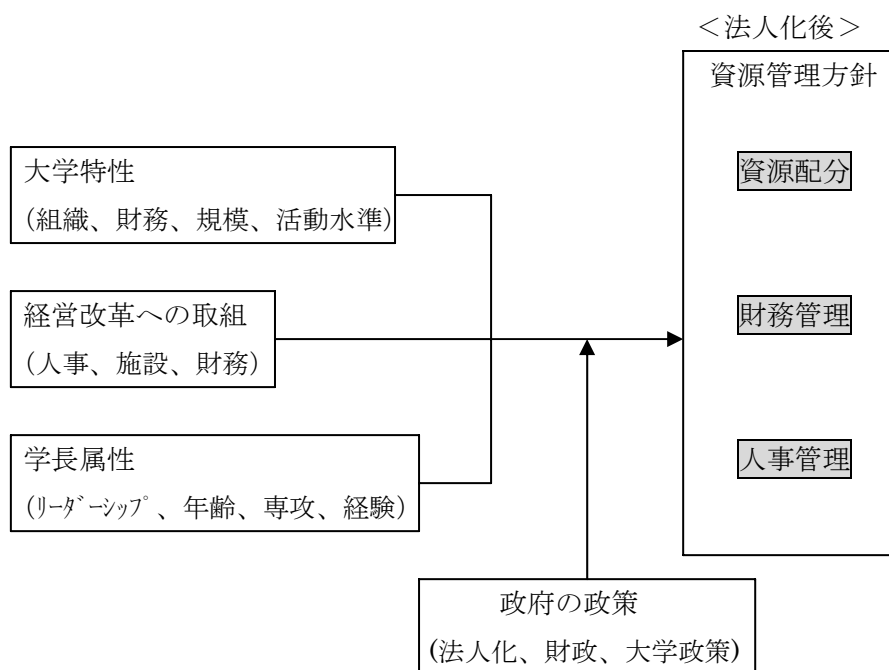 ＜法人化後＞
資源管理方針
資源配分
財務管理
人事管理
大学特性
(組織、財務、規模、活動水準)
経営改革への取組
(人事、施設、財務)
学長属性
(ﾘｰﾀﾞｰｼｯﾌﾟ、年齢、専攻、経験)
政府の政策
(法人化、財政、大学政策)